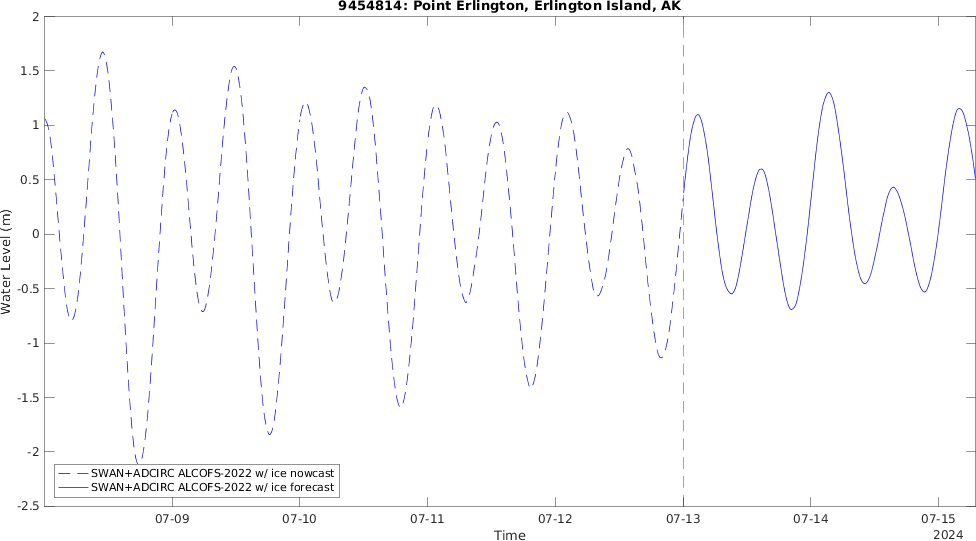 9454814: Point Erlington, Erlington Island, AK
Water Level (m)
2
1.5
1
0.5
0
-0.5
-1
-1.5
-2
-2.5
SWAN+ADCIRC ALCOFS-2022 w/ ice nowcast
SWAN+ADCIRC ALCOFS-2022 w/ ice forecast
07-09 07-10 07-11 07-12 07-13 07-14 07-15
Time
2024